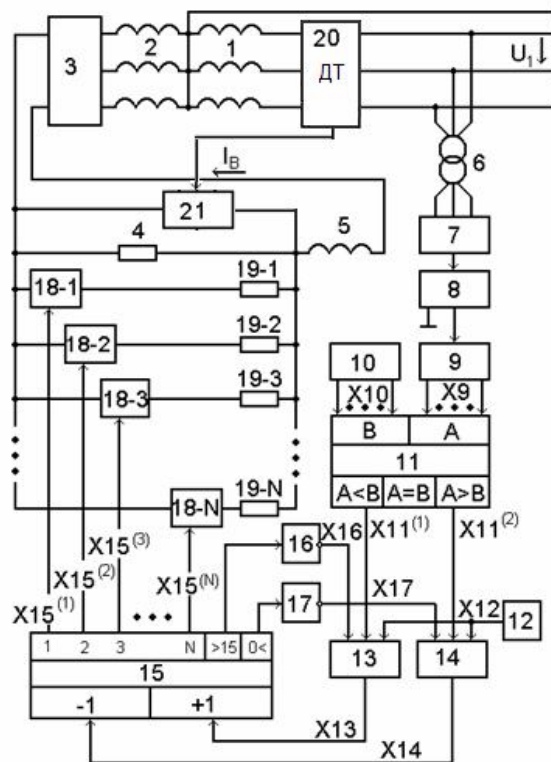 20
2
1
3
ДТ
U1↓
IB
6
21
5
7
4
18-1
19-1
8
18-2
19-2
10
9
18-3
19-3
X10
X9
B
A
11
18-N
19-N
A<B
A=B
A>B
X15(1)
X15(2)
X15(3)
X15(N)
16
X16
X11(1)
X11(2)
17
X17
X12
12
1
2
3
N
>15
0<
13
14
15
-1
+1
X13
X14